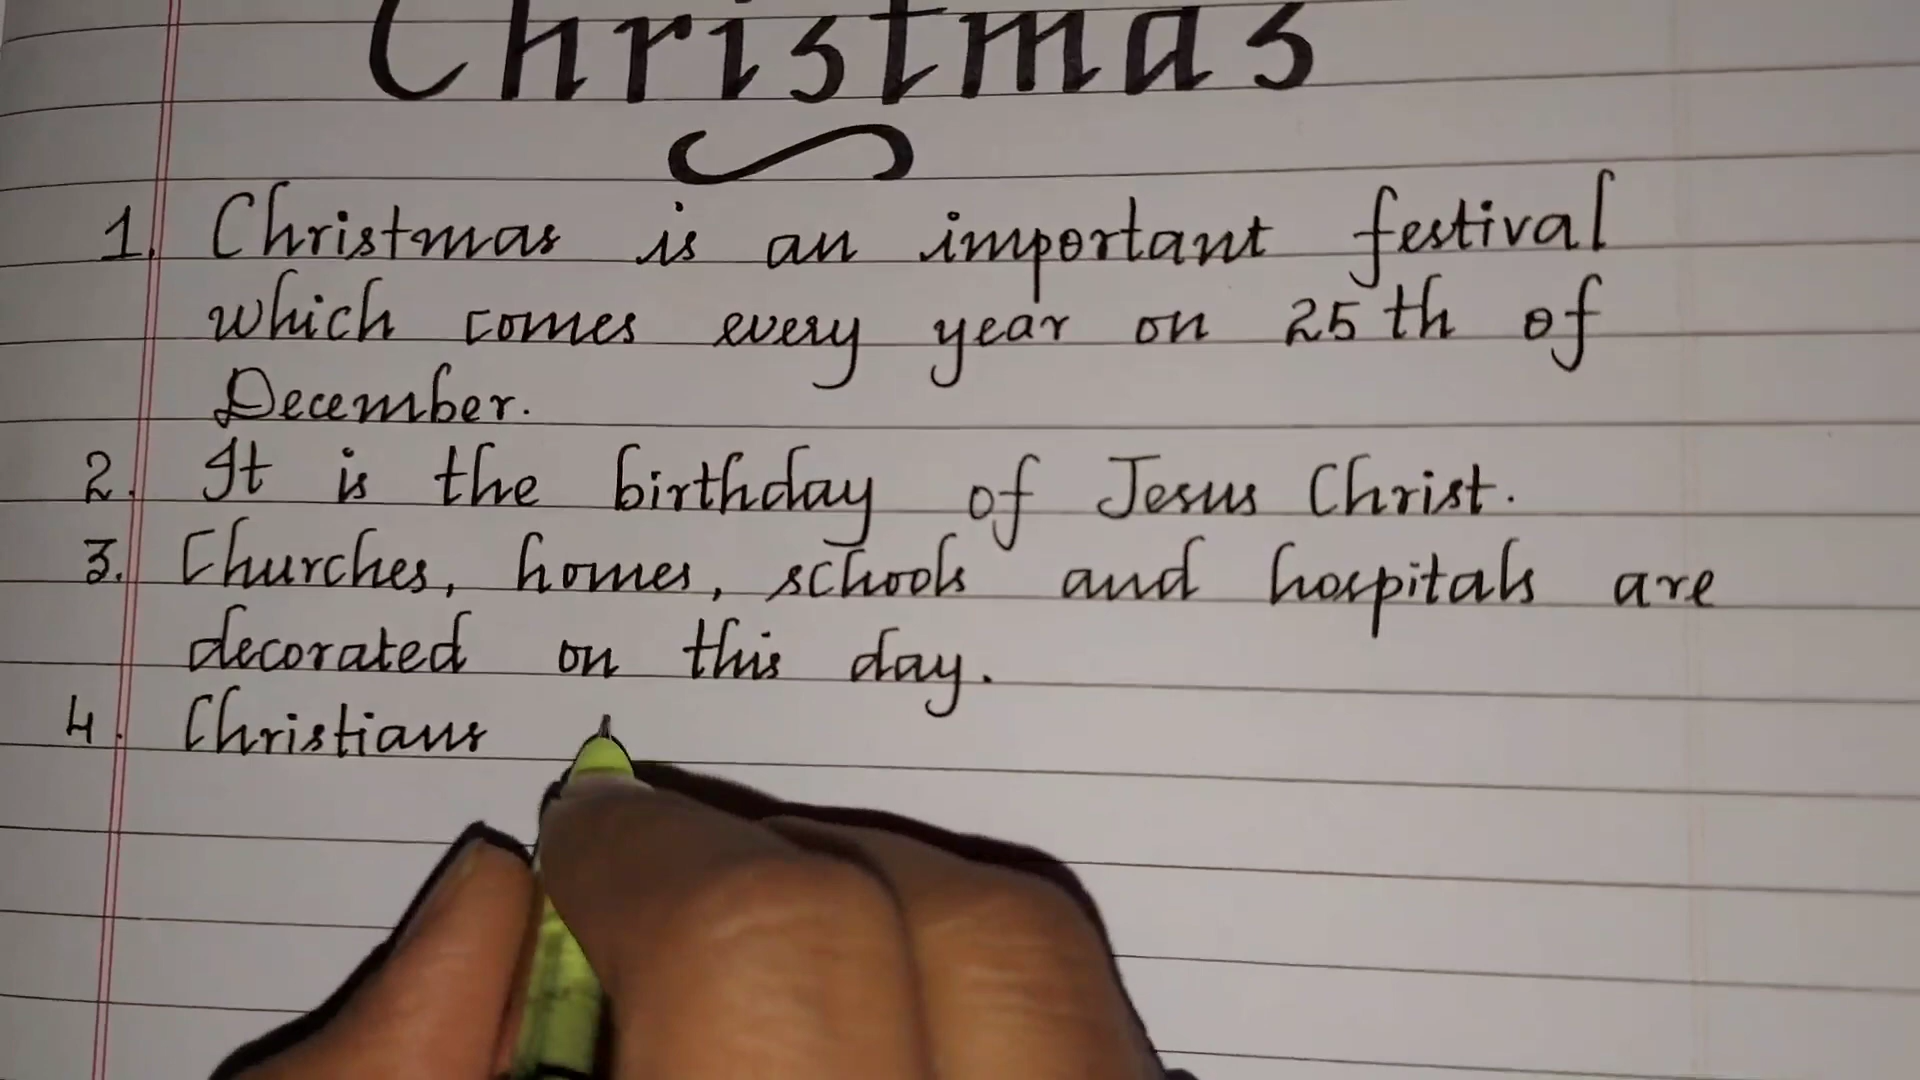 Christmas
1. Christmas is an important festival
which comes every year on 25th of
December.
2. It is the birthday of Jesus Christ.
3. Churches, homes, schools and hospitals are
decorated on this day.
4. Christians